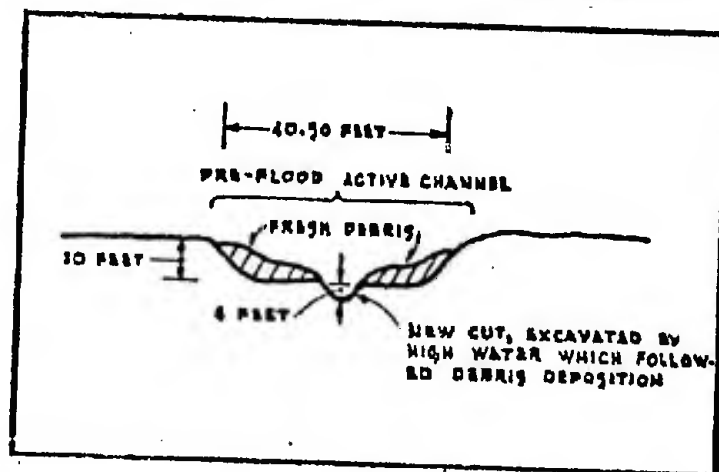 40-50 FEET
PRE-FLOOD ACTIVE CHANNEL
FRESH DEBRIS
10 FEET
4 FEET
NEW CUT, EXCAVATED BY
HIGH WATER WHICH FOLLOW-
ED DEBRIS DEPOSITION